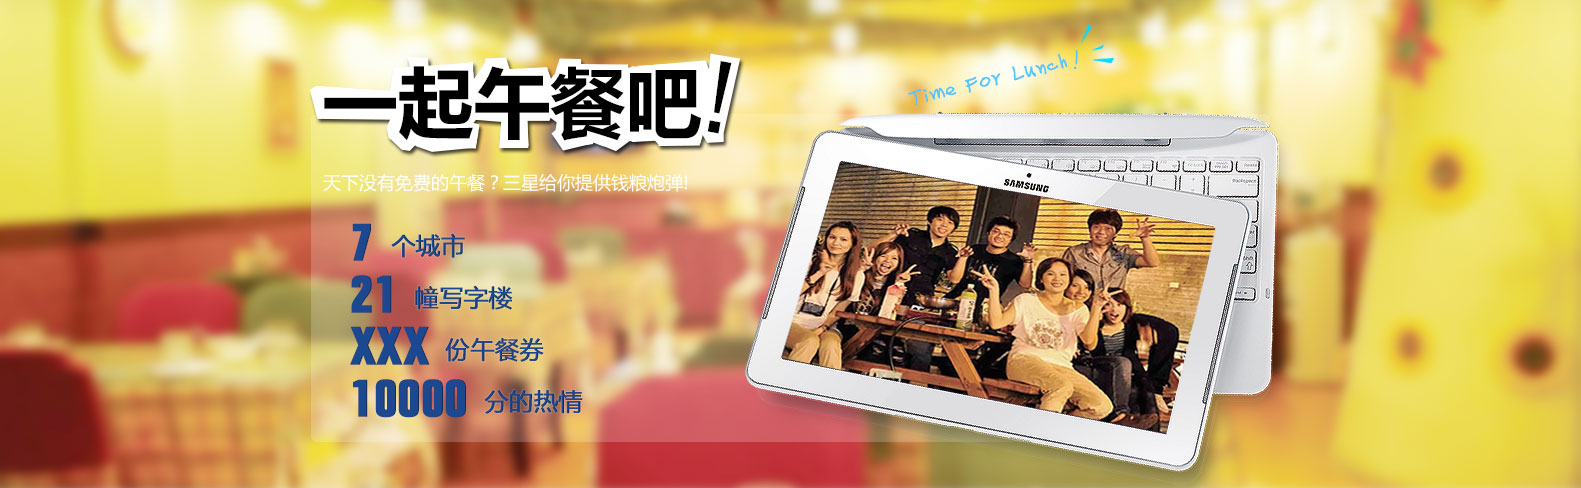 Time For Lunch!
一起午餐吧!
天下没有免费的午餐？三星给你提供钱粮炮弹!
SAMSUNG
7 个城市
21 幢写字楼
XXX 份午餐券
10000 分的热情